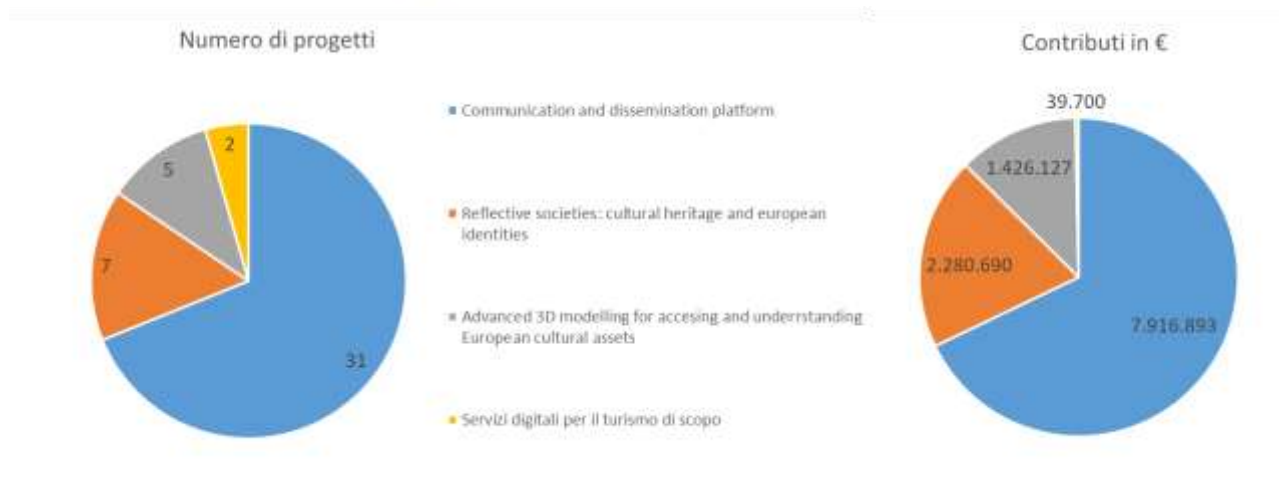 Numero di progetti
2
5
7
31
Communication and dissemination platform
Reflective societies: cultural heritage and european
identities
Advanced 3D modelling for accesing and underrstanding
European cultural assets
Servizi digitali per il turismo di scopo
Contributi in €
39.700
1.426.127
2.280.690
7.916.893